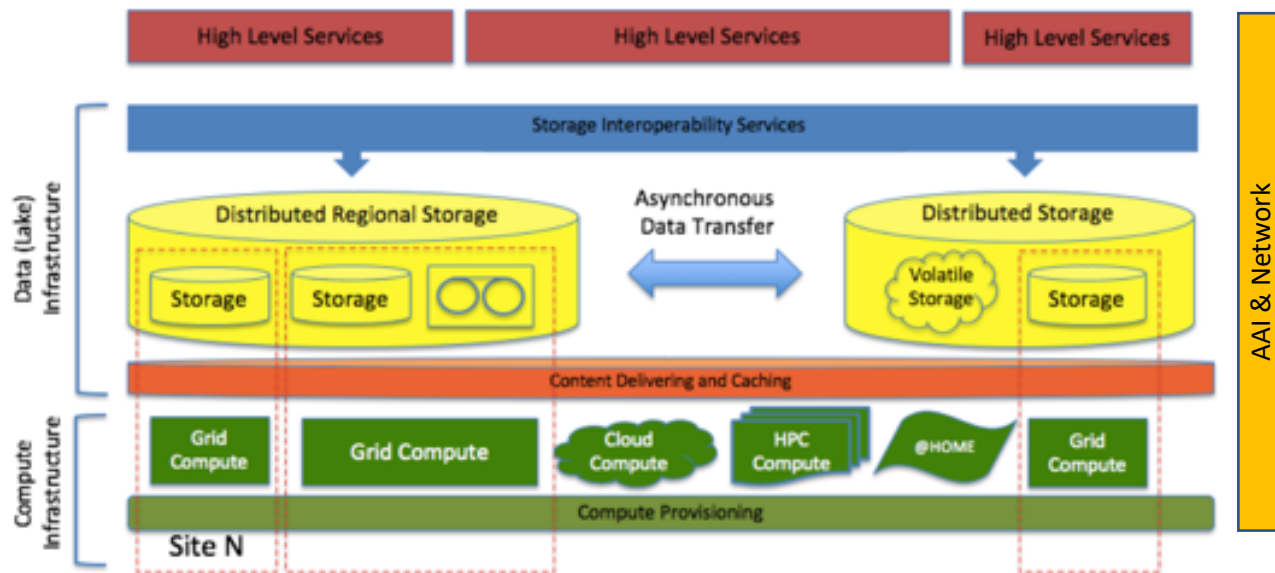 High Level Services
High Level Services
High Level Services
Storage Interoperability Services
Data (Lake)
Infrastructure
Distributed Regional Storage
Asynchronous
Data Transfer
Distributed Storage
Storage
Storage
Volatile
Storage
Storage
Content Delivering and Caching
Compute
Infrastructure
Grid
Compute
Grid Compute
Cloud
Compute
HPC
Compute
@HOME
Grid
Compute
Compute Provisioning
Site N
AAI & Network